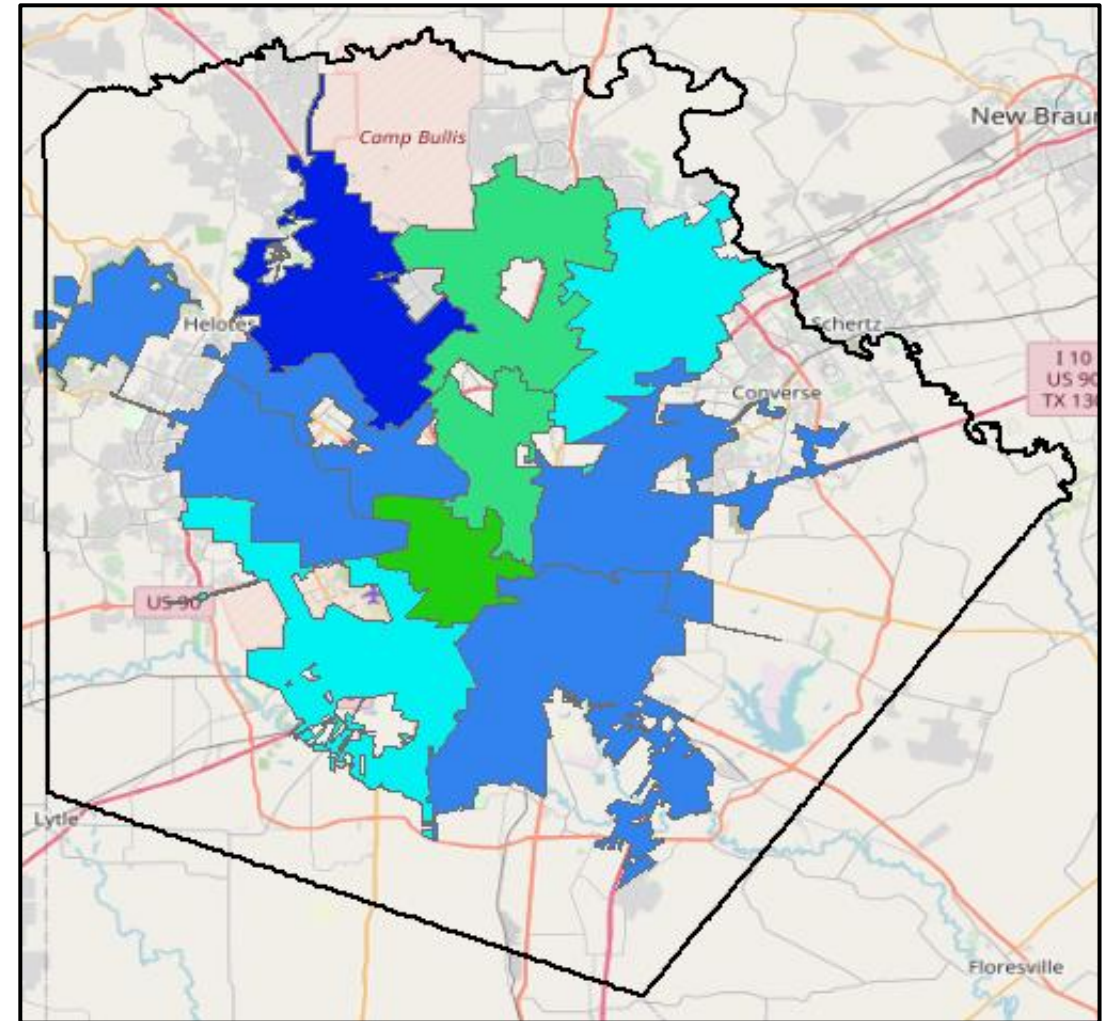 Camp Bullis
New Braun
Helotes
Schertz
I 10
US 90
TX 130
Converse
US 90
Lytle
Floresville